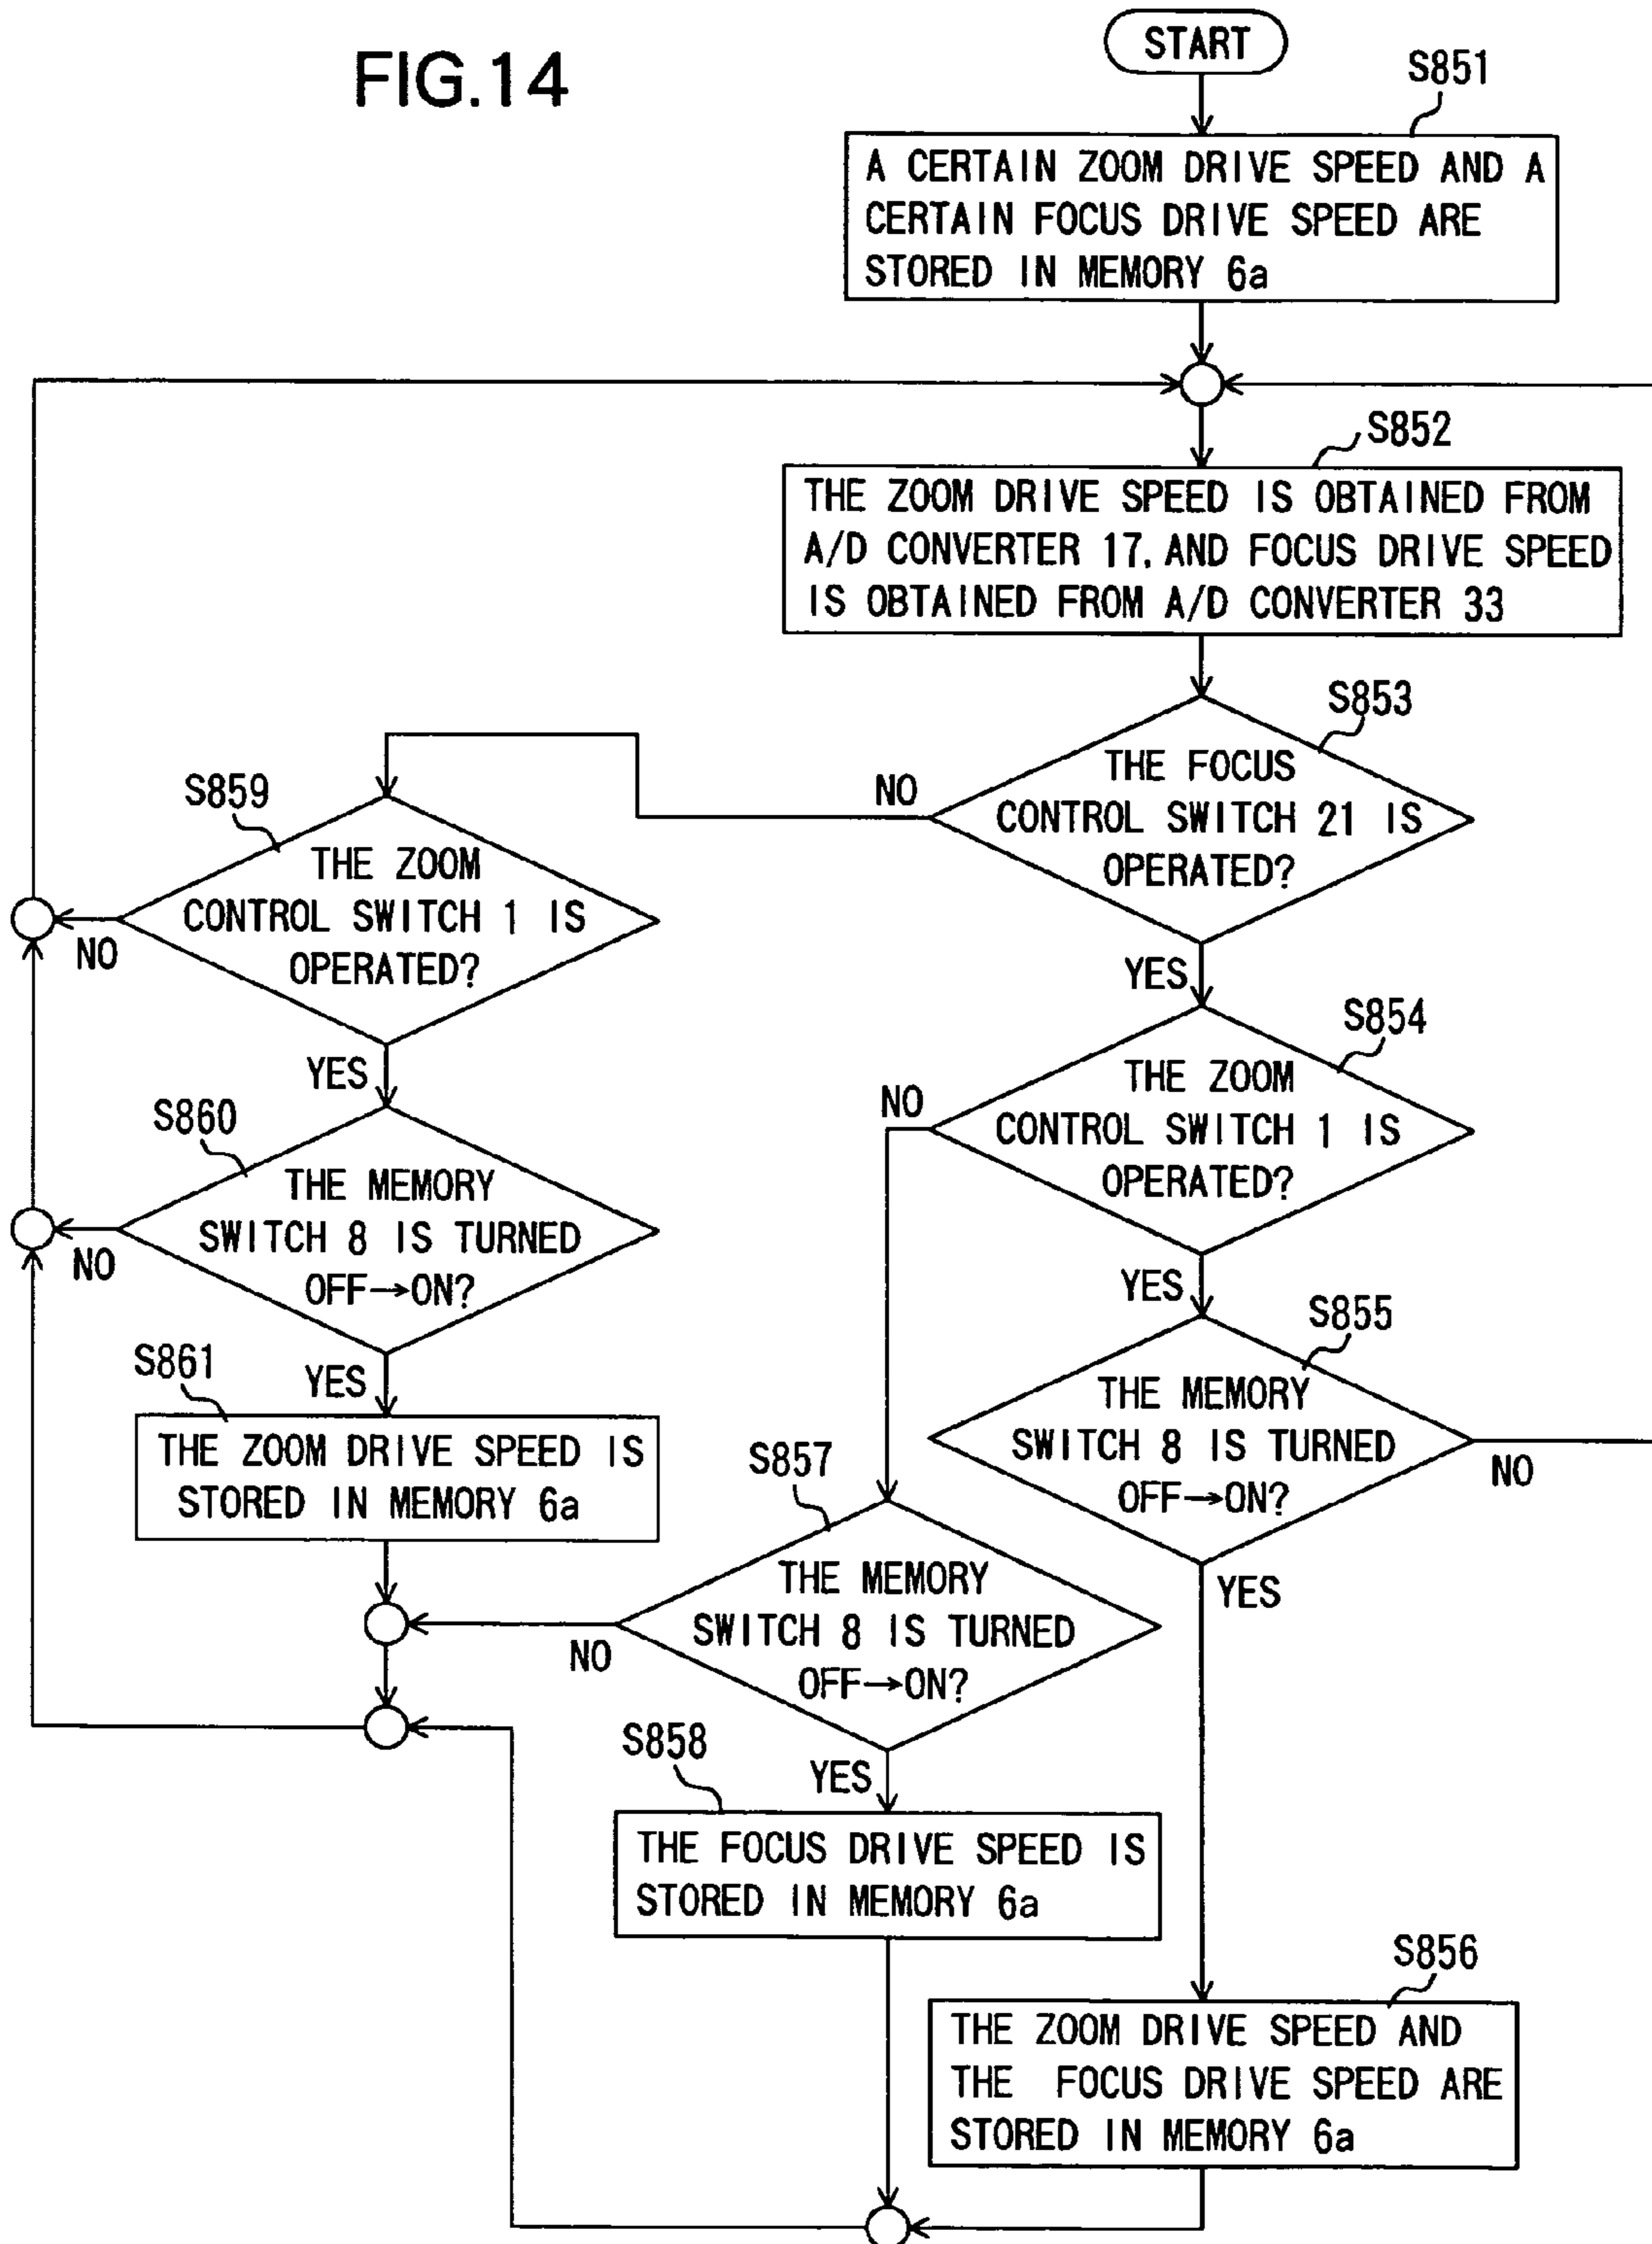 FIG.14
START
S851
A CERTAIN ZOOM DRIVE SPEED AND A
CERTAIN FOCUS DRIVE SPEED ARE
STORED IN MEMORY 6a
S852
THE ZOOM DRIVE SPEED IS OBTAINED FROM
A/D CONVERTER 17, AND FOCUS DRIVE SPEED
IS OBTAINED FROM A/D CONVERTER 33
S853
THE FOCUS
CONTROL SWITCH 21 IS
OPERATED?
NO
YES
S859
THE ZOOM
CONTROL SWITCH 1 IS
OPERATED?
NO
YES
S854
THE ZOOM
CONTROL SWITCH 1 IS
OPERATED?
NO
YES
S860
THE MEMORY
SWITCH 8 IS TURNED
OFF→ON?
NO
YES
S855
THE MEMORY
SWITCH 8 IS TURNED
OFF→ON?
NO
YES
S861
THE ZOOM DRIVE SPEED IS
STORED IN MEMORY 6a
S857
THE MEMORY
SWITCH 8 IS TURNED
OFF→ON?
NO
YES
S858
THE FOCUS DRIVE SPEED IS
STORED IN MEMORY 6a
S856
THE ZOOM DRIVE SPEED AND
THE FOCUS DRIVE SPEED ARE
STORED IN MEMORY 6a